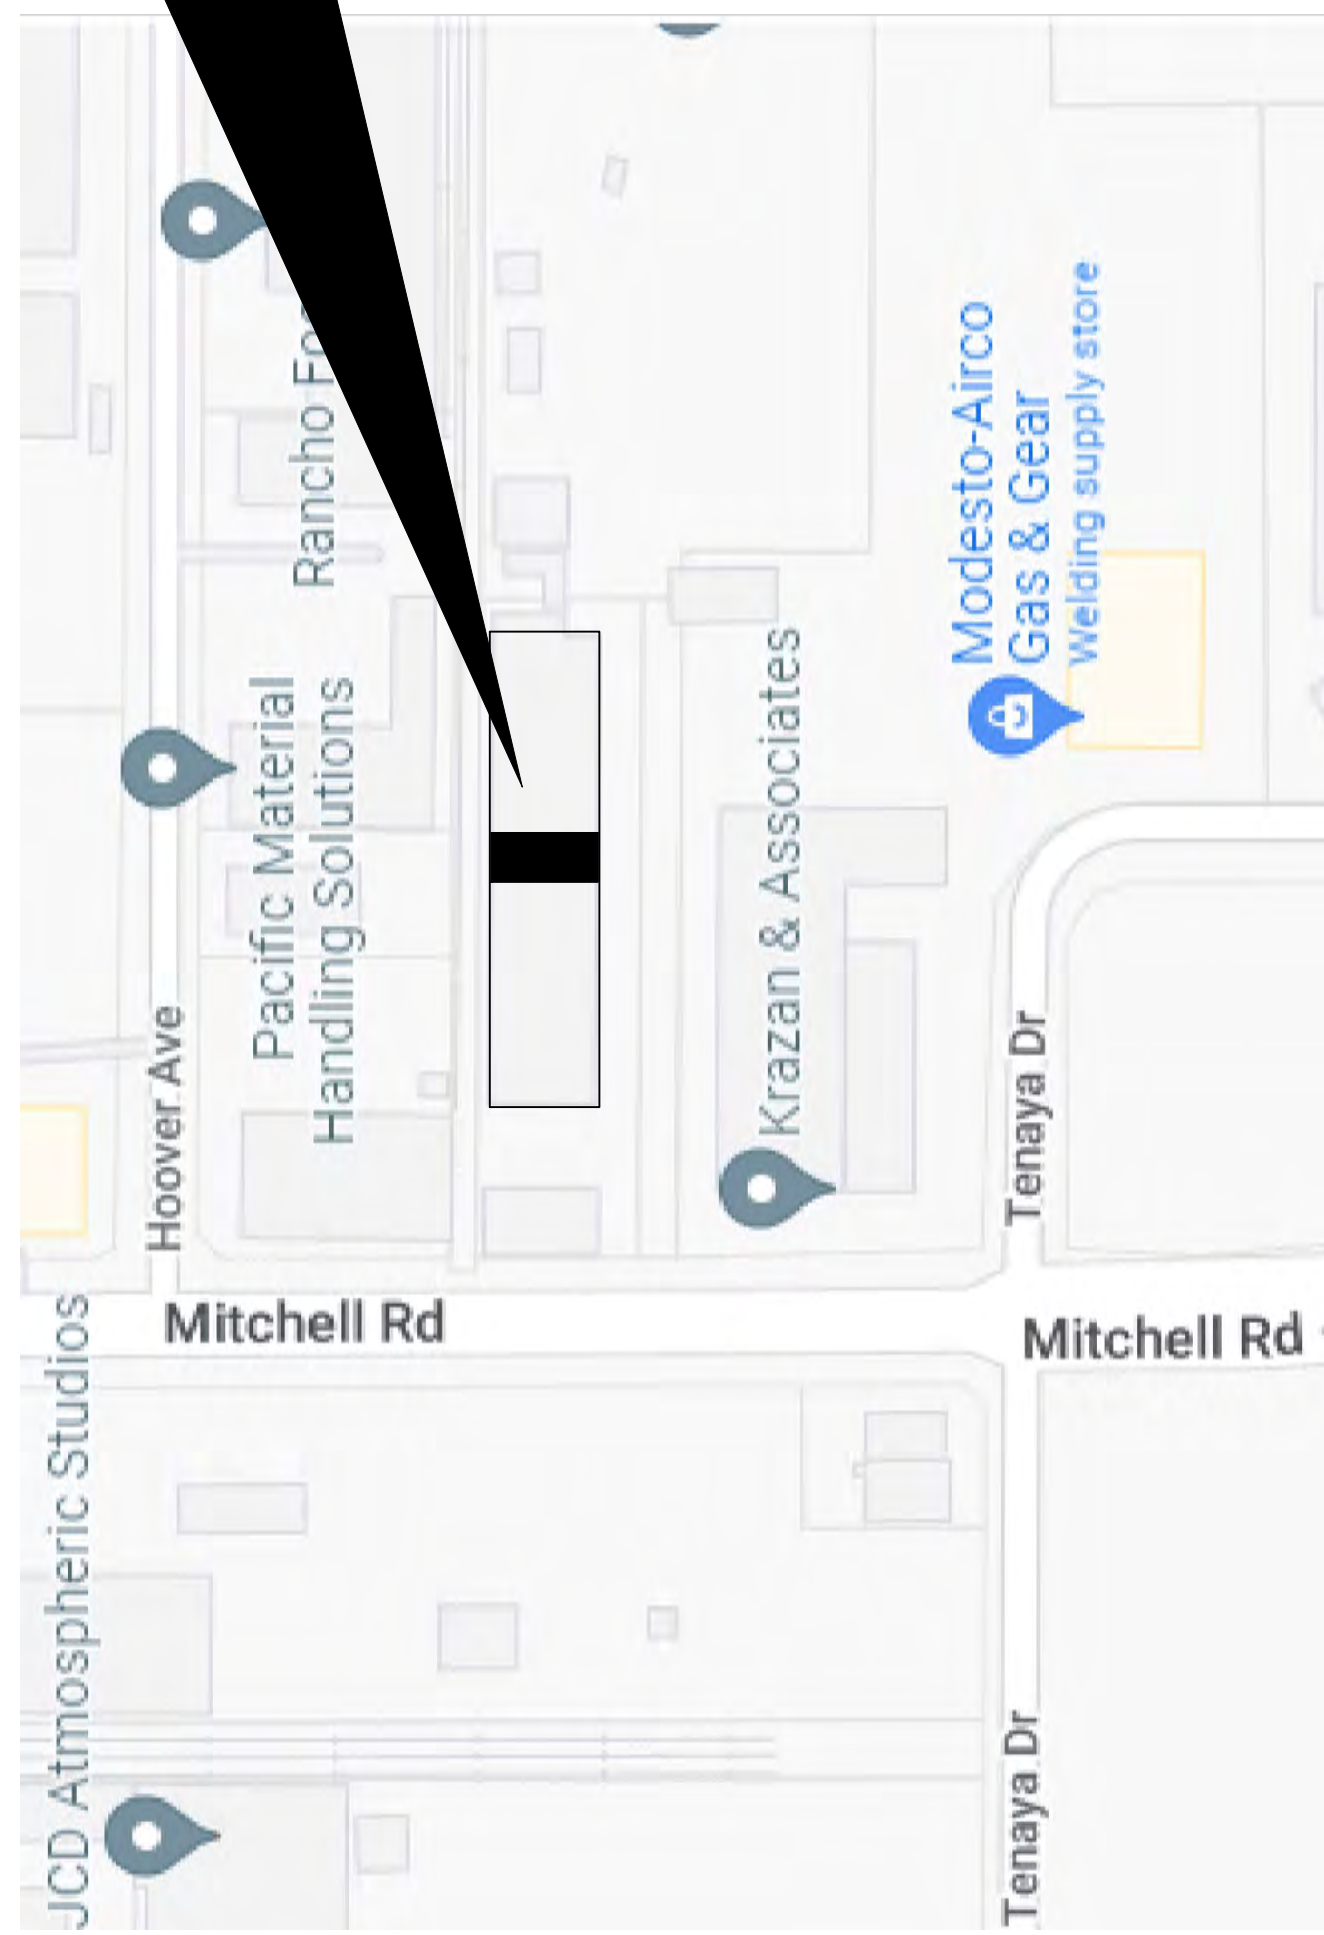 Rancho
Pacific Material
Handling Solutions
Krazan & Associates
Modesto-Airco
Gas & Gear
Welding supply store
Hoover Ave
Tenaya Dr
Mitchell Rd
Mitchell Rd
JCD Atmospheric Studios
Tenaya Dr